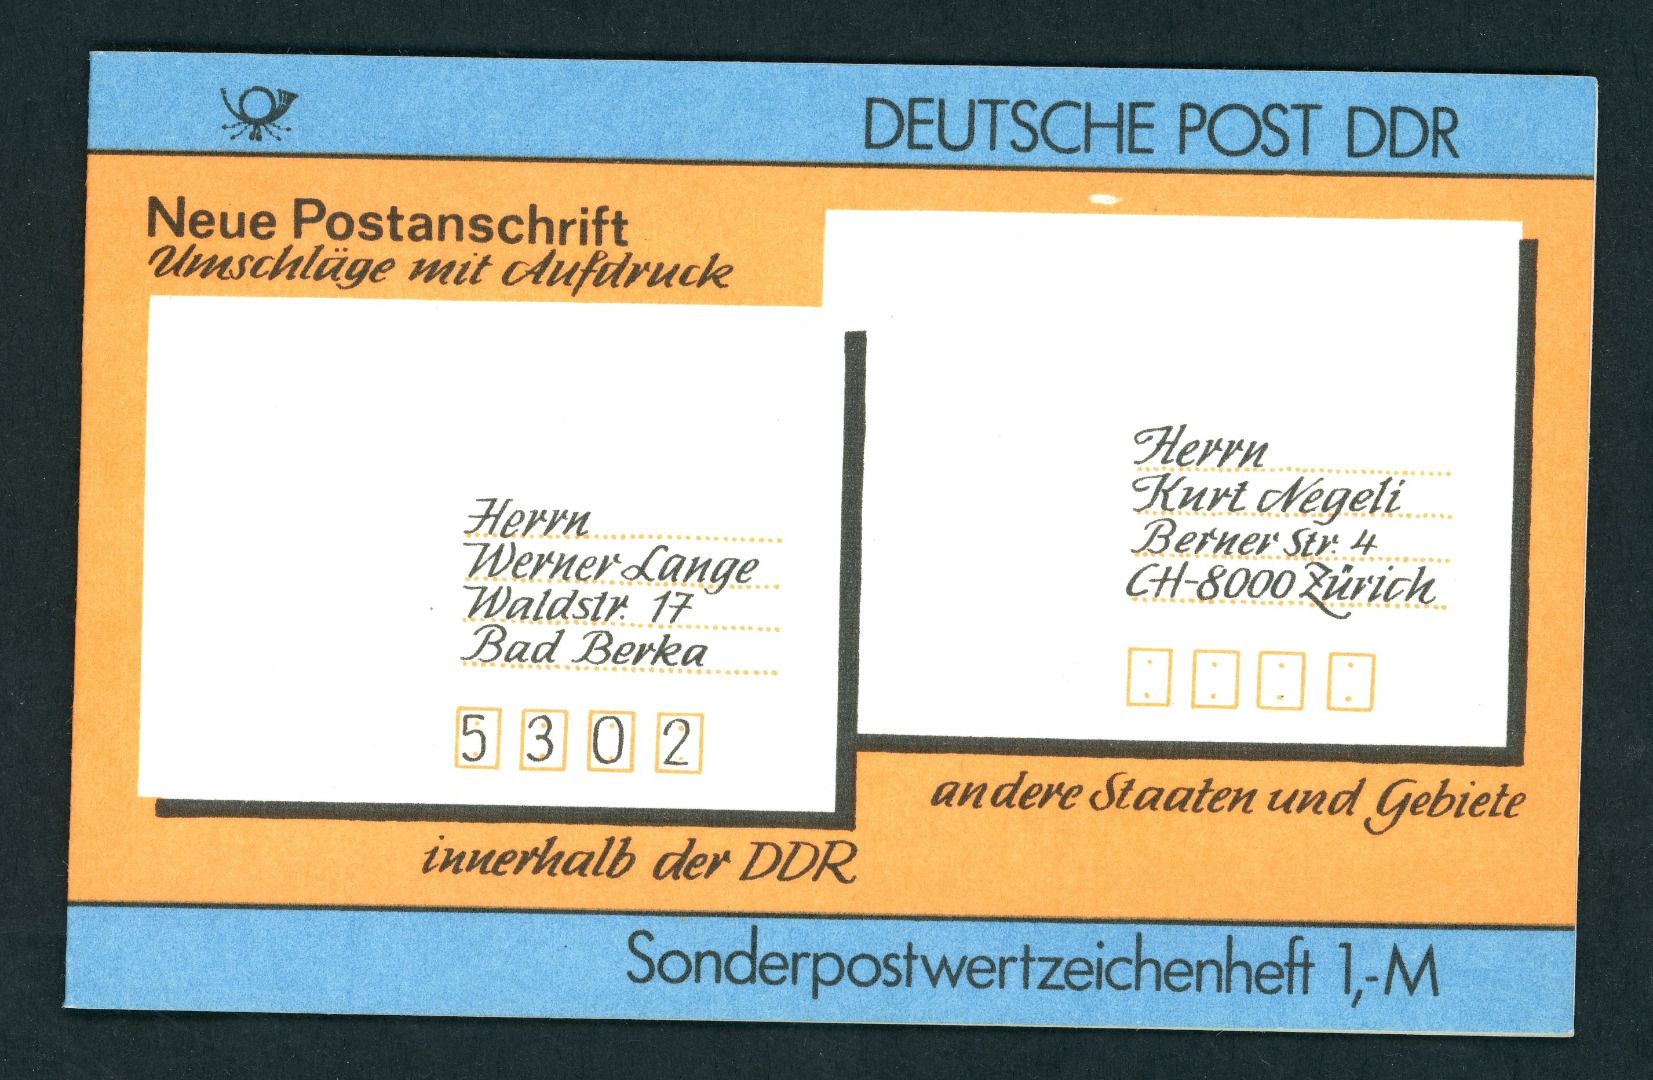 DEUTSCHE POST DDR
Neue Postanschrift
Umschläge mit Aufdruck
Herrn
Werner Lange
Waldstr. 17
Bad Berka
5302
innerhalb der DDR
Herrn
Kurt Negeli
Berner Str. 4
CH-8000 Zürich
andere Staaten und Gebiete
Sonderpostwertzeichenheft 1,-M